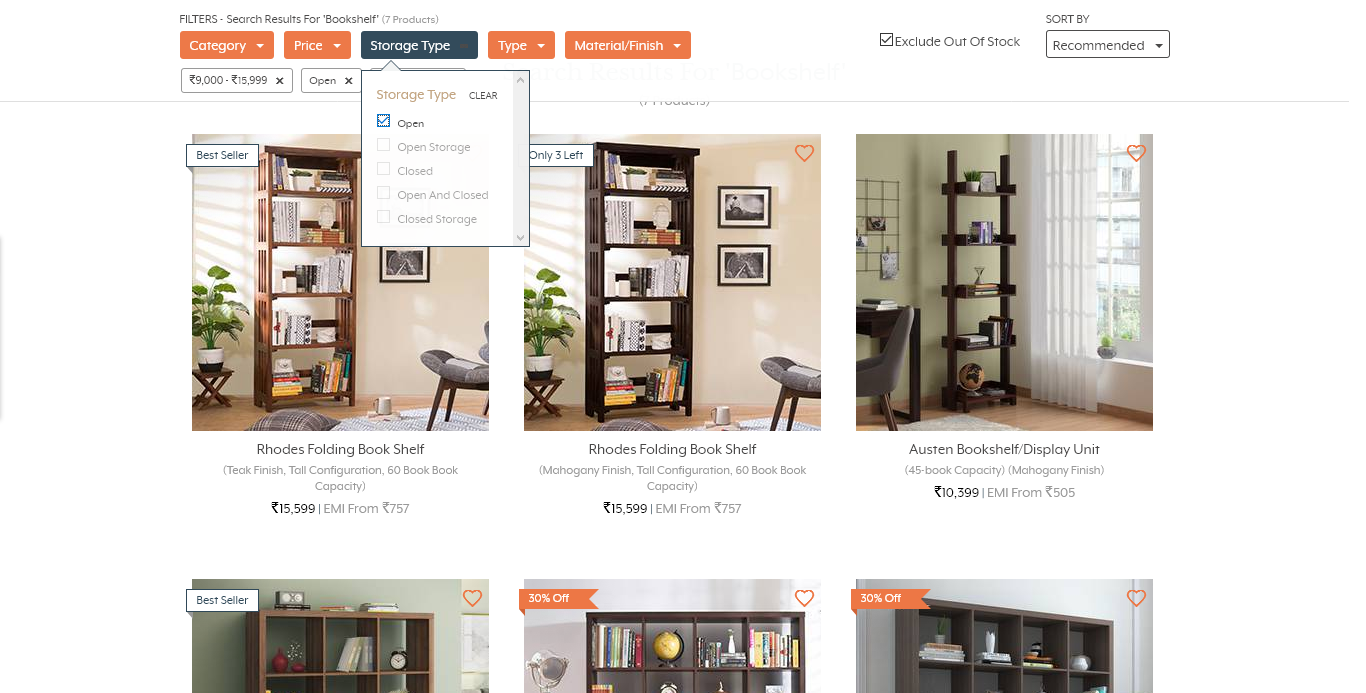 FILTERS - Search Results For 'Bookshelf' (7 Products)
SORT BY
Category
Price
Storage Type
Type
Material/Finish
Exclude Out Of Stock
Recommended
₹9,000 - ₹15,999 ×
Open ×
Search Results For 'Bookshelf'
(7 Products)
Storage Type CLEAR
Open
Open Storage
Closed
Open And Closed
Closed Storage
Best Seller
Only 3 Left
Rhodes Folding Book Shelf
(Teak Finish, Tall Configuration, 60 Book Book
Capacity)
₹15,599 | EMI From ₹757
Rhodes Folding Book Shelf
(Mahogany Finish, Tall Configuration, 60 Book Book
Capacity)
₹15,599 | EMI From ₹757
Austen Bookshelf/Display Unit
(45-book Capacity) (Mahogany Finish)
₹10,399 | EMI From ₹505
Best Seller
30% Off
30% Off